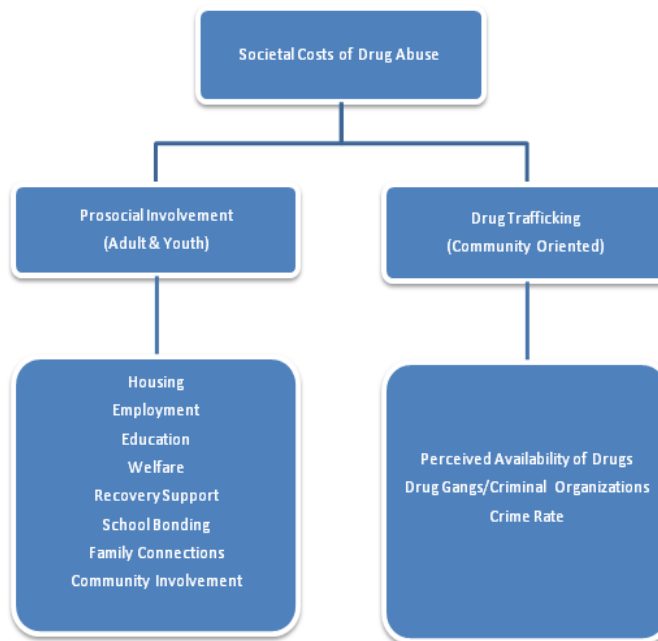 Societal Costs of Drug Abuse
Prosocial Involvement
(Adult & Youth)
Drug Trafficking
(Community Oriented)
Housing
Employment
Education
Welfare
Recovery Support
School Bonding
Family Connections
Community Involvement
Perceived Availability of Drugs
Drug Gangs/Criminal Organizations
Crime Rate